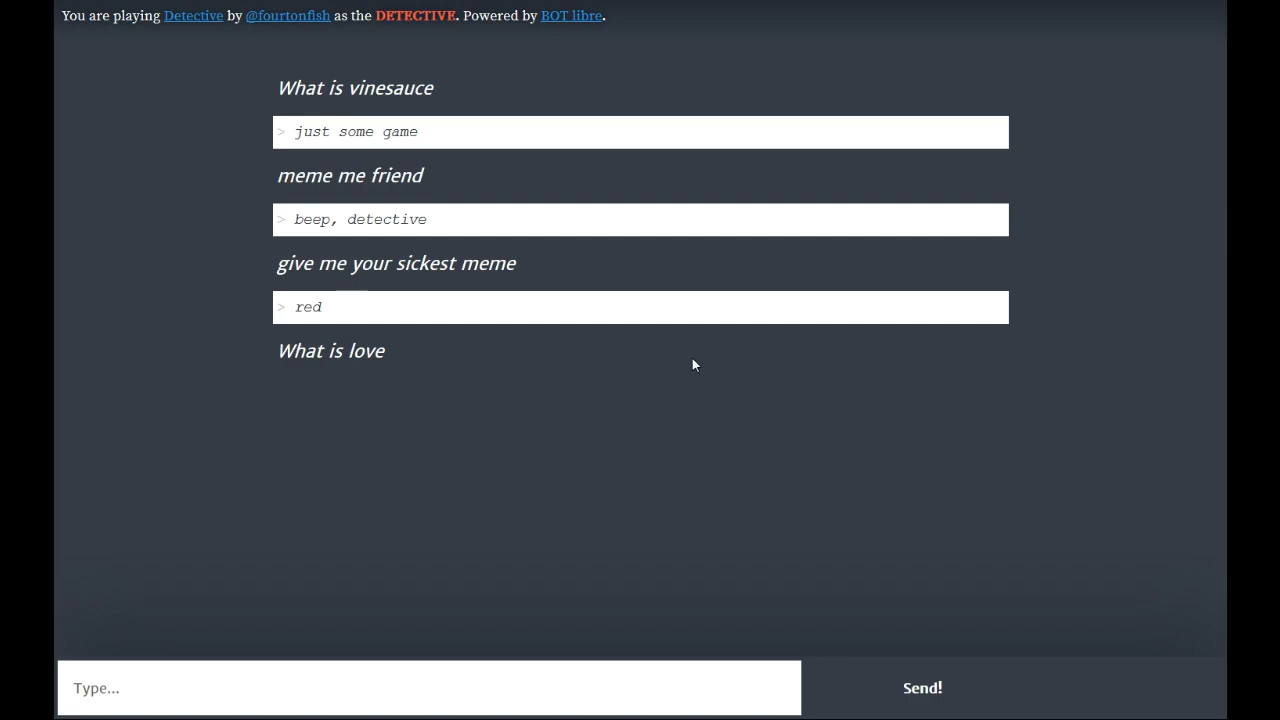 You are playing Detective by @fourtonfish as the DETECTIVE. Powered by BOT libre.
What is vinesauce
> just some game
meme me friend
> beep, detective
give me your sickest meme
> red
What is love
Type...
Send!